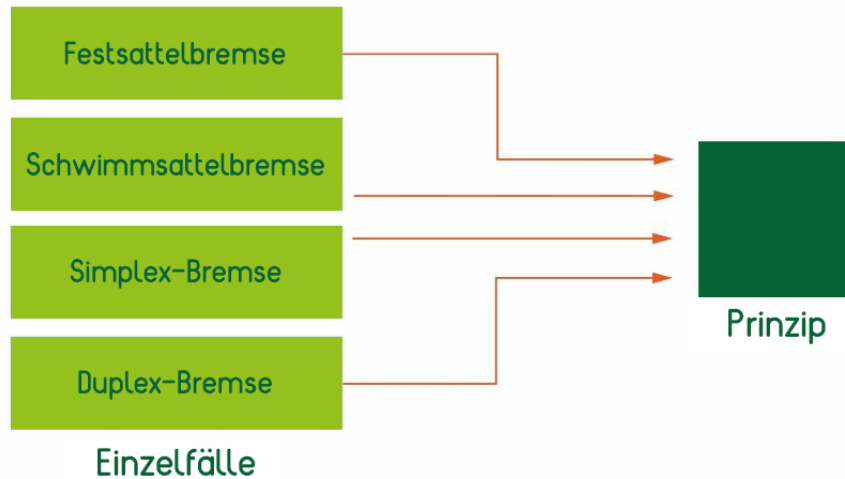 Festsattelbremse
Schwimmsattelbremse
Simplex-Bremse
Duplex-Bremse
Einzelfälle
Prinzip